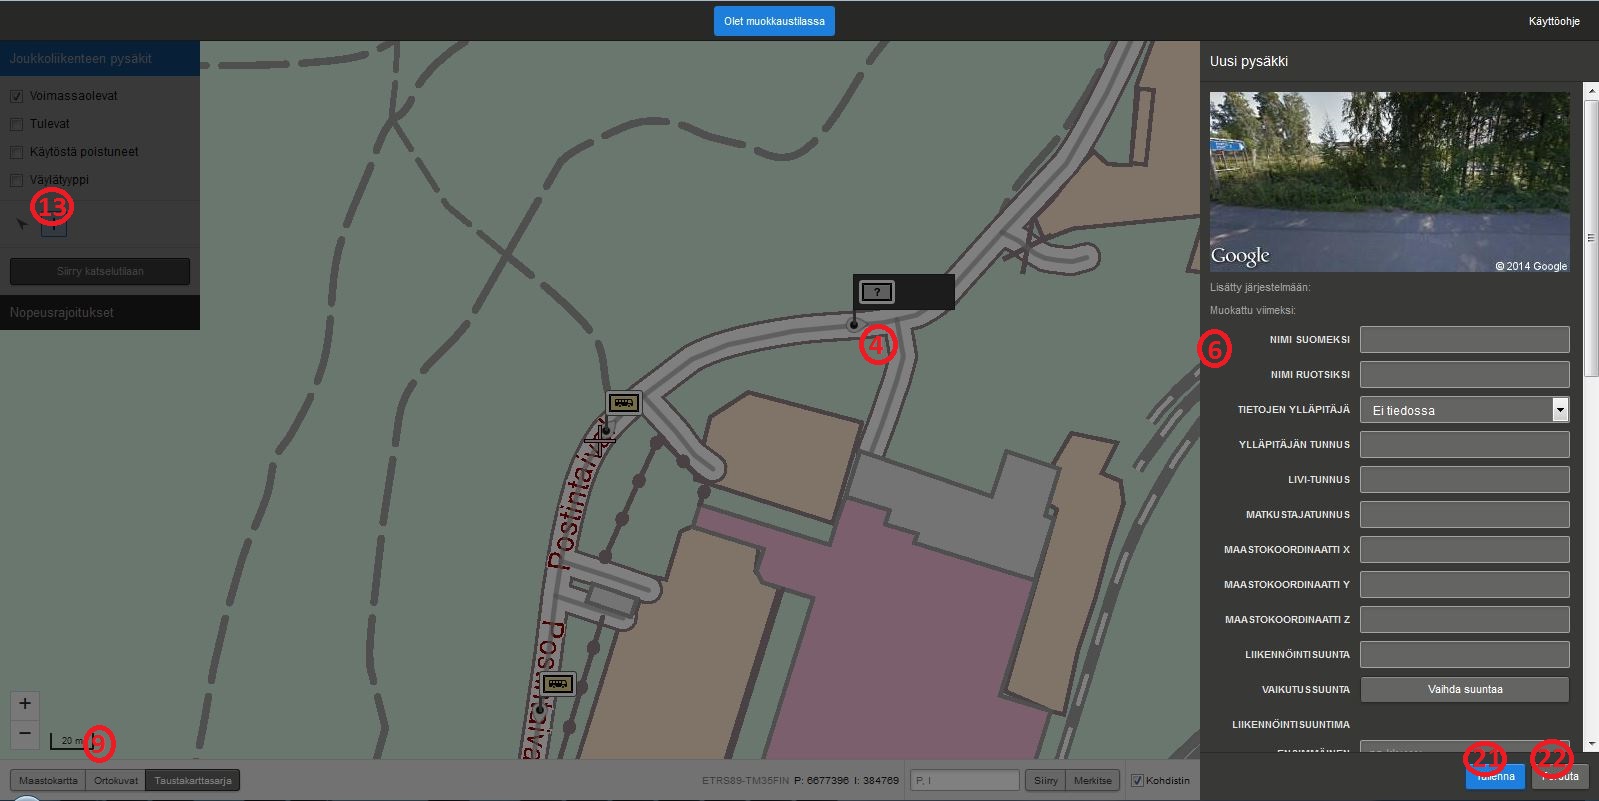 Olet muokkaustilassa
Käyttöohje
Joukkoliikenteen pysäkit
Voimassaolevat
Tulevat
Käytöstä poistuneet
Väylätyyppi
13
Siirry katselutilaan
Nopeusrajoitukset
?
4
Postintaival
Postintaival
20 m
9
+
−
Maastokartta
Ortokuvat
Taustakarttasarja
ETRS89-TM35FIN P: 6677396 I: 384769
P, I
Siirry
Merkitse
Kohdistin
Uusi pysäkki
Google
© 2014 Google
Lisätty järjestelmään:
Muokattu viimeksi:
6
NIMI SUOMEKSI
NIMI RUOTSIKSI
TIETOJEN YLLÄPITÄJÄ Ei tiedossa
YLLÄPITÄJÄN TUNNUS
LIVI-TUNNUS
MATKUSTAJATUNNUS
MAASTOKOORDINAATTI X
MAASTOKOORDINAATTI Y
MAASTOKOORDINAATTI Z
LIIKENNÖINTISUUNTA
VAIKUTUSSUUNTA Vaihda suuntaa
LIIKENNÖINTISUUNTIMA
ENSIMMÄINEN
21
22
Tallenna
Peruuta